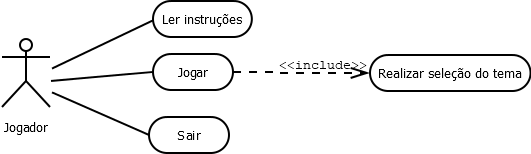 Ler instruções
Jogar
<<include>>
Realizar seleção do tema
Jogador
Sair